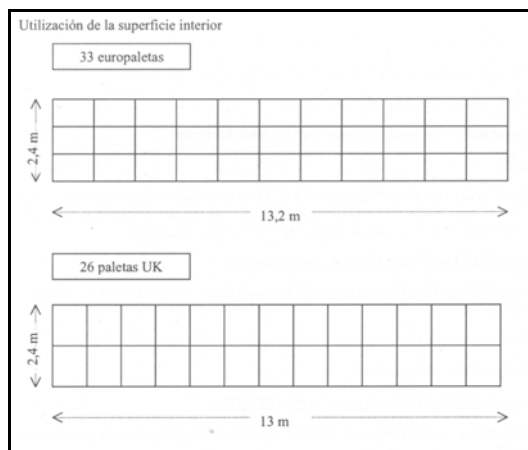 Utilización de la superficie interior
33 europaletas
2,4 m
13,2 m
26 paletas UK
2,4 m
13 m